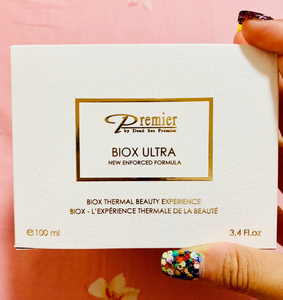 Premier
by Dead Sea Premier
BIOX ULTRA
NEW ENFORCED FORMULA
BIOX THERMAL BEAUTY EXPERIENCE
BIOX - L'EXPÉRIENCE THERMALE DE LA BEAUTÉ
e100 ml 3.4 Fl.oz